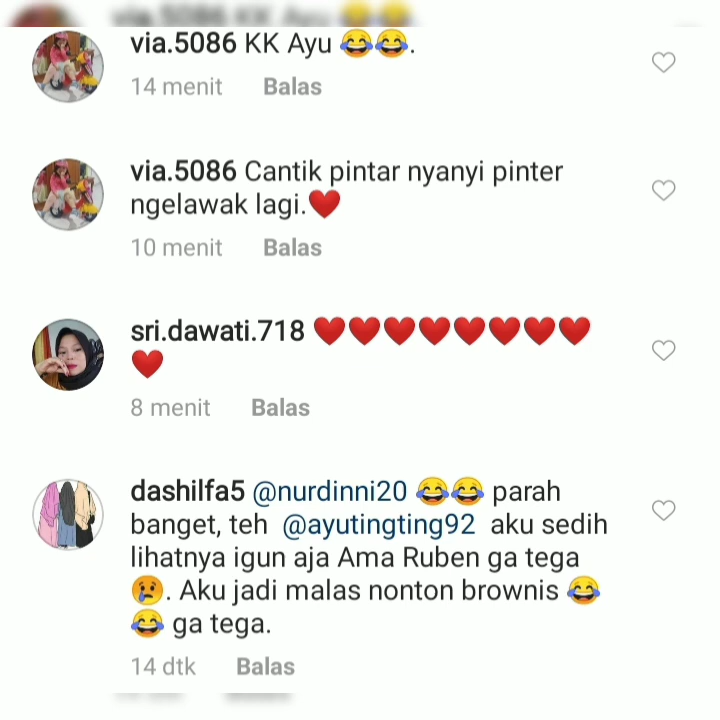 via.5086 KK Ayu 😂😂.
14 menit Balas
via.5086 Cantik pintar nyanyi pinter
ngelawak lagi.❤️
10 menit Balas
sri.dawati.718 ❤️❤️❤️❤️❤️❤️❤️❤️
❤️
8 menit Balas
dashilfa5 @nurdinni20 😂😂 parah
banget, teh @ayutingting92 aku sedih
lihatnya igun aja Ama Ruben ga tega
😢. Aku jadi malas nonton brownis 😂
😂 ga tega.
14 dtk Balas